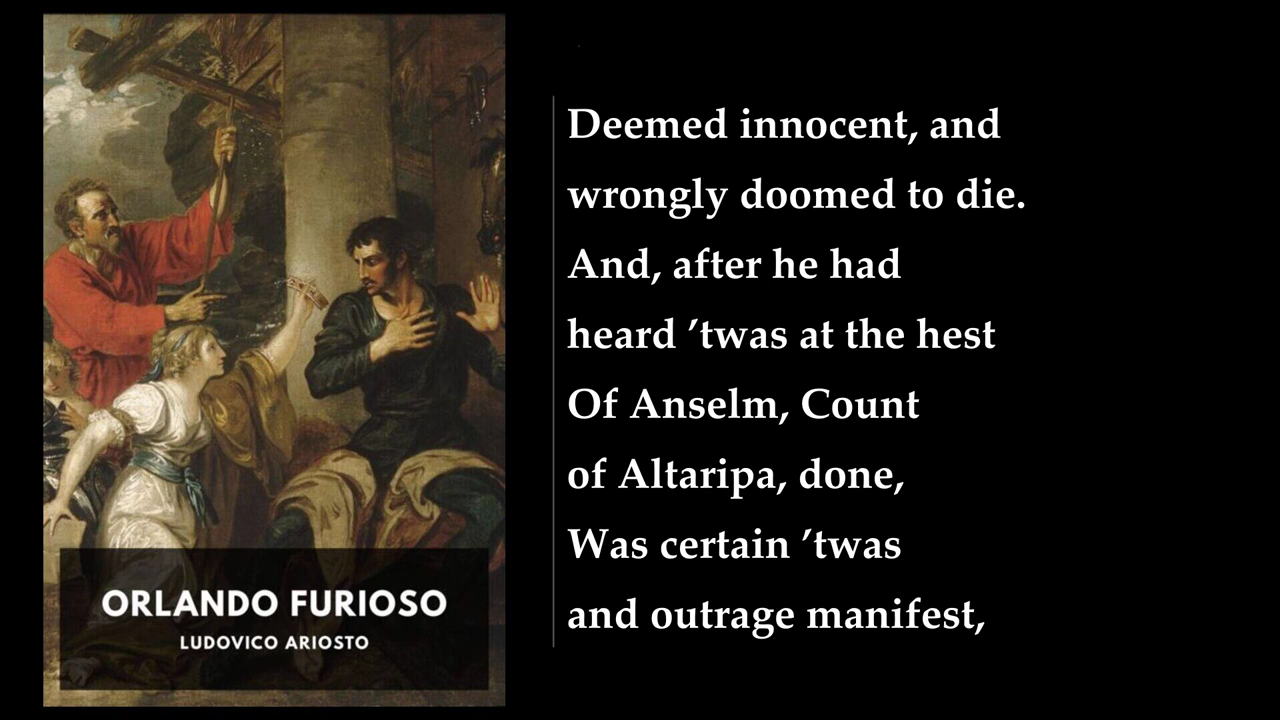 ORLANDO FURIOSO
LUDOVICO ARIOSTO
Deemed innocent, and
wrongly doomed to die.
And, after he had
heard ’twas at the hest
Of Anselm, Count
of Altaripa, done,
Was certain ’twas
and outrage manifest,